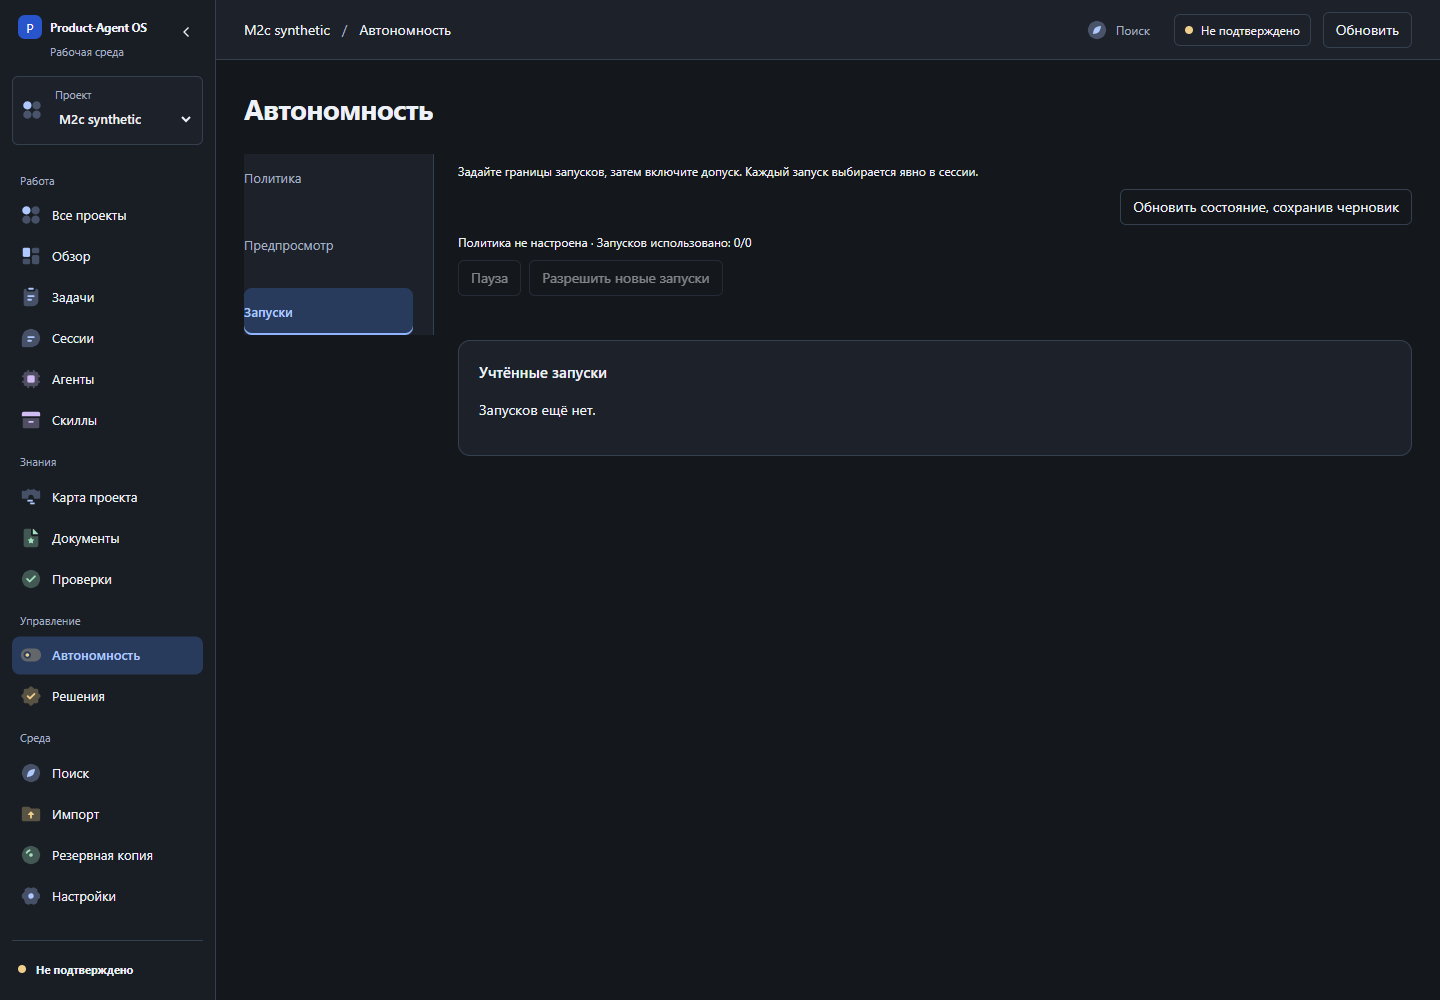 P Product-Agent OS
Рабочая среда
Проект
M2c synthetic
Работа
Все проекты
Обзор
Задачи
Сессии
Агенты
Скиллы
Знания
Карта проекта
Документы
Проверки
Управление
Автономность
Решения
Среда
Поиск
Импорт
Резервная копия
Настройки
Не подтверждено
M2c synthetic / Автономность
Поиск
Не подтверждено
Обновить
Автономность
Политика
Предпросмотр
Запуски
Задайте границы запусков, затем включите допуск. Каждый запуск выбирается явно в сессии.
Обновить состояние, сохранив черновик
Политика не настроена · Запусков использовано: 0/0
Пауза
Разрешить новые запуски
Учтённые запуски
Запусков ещё нет.